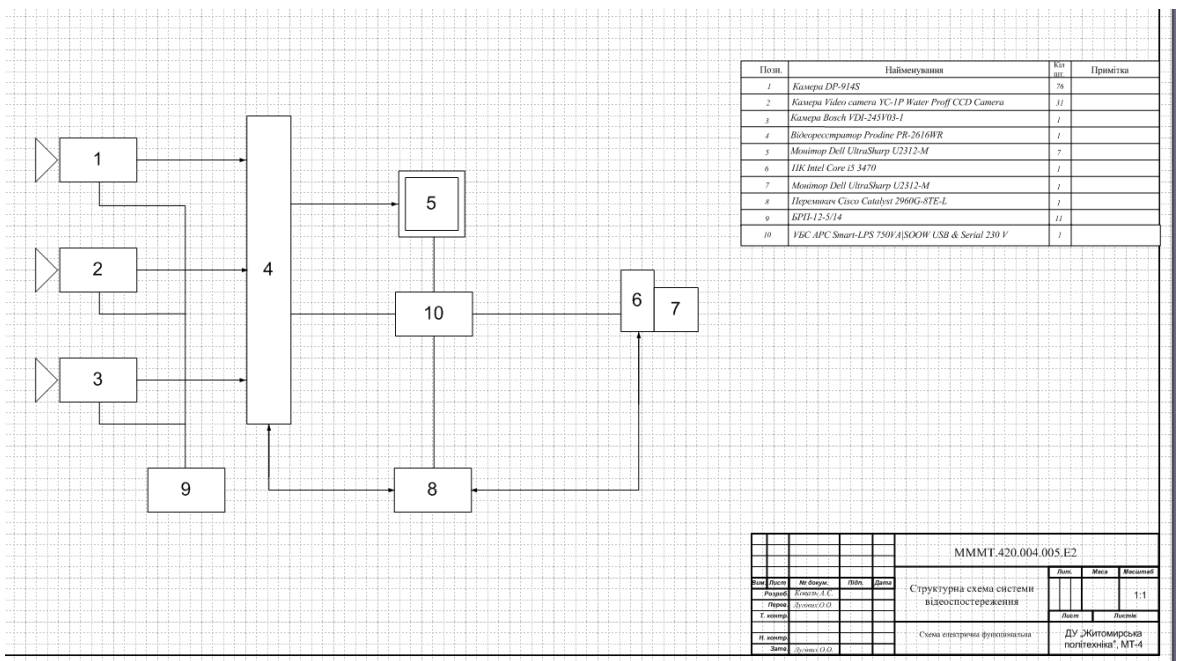 Позн.
Найменування
Кіл шт.
Примітка
1 Камера DP-914S 76
2 Камера Video camera YC-1P Water Proff CCD Camera 31
3 Камера Bosch VDI-245V03-1 1
4 Відеореєстратор Prodine PR-2616WR 1
5 Монітор Dell UltraSharp U2312-M 7
6 ПК Intel Core i5 3470 1
7 Монітор Dell UltraSharp U2312-M 1
8 Перемикач Cisco Catalyst 2960G-8TE-L 1
9 БРП-12-5/14 11
10 УБС APC Smart-LPS 750VA|SOOW USB & Serial 230 V 1
1
2
3
4
5
6
7
8
9
10
МММТ.420.004.005.Е2
Лит. Маса Масштаб
Вим. Лист № докум. Підп. Дата
Розроб. Коваль А.С.
Перев.
Т. контр.
Н. контр.
Структурна схема системи
відеоспостереження
1:1
Лист Листів
Схема електрична функціональна
ДУ „Житомирська
політехніка", МТ-4